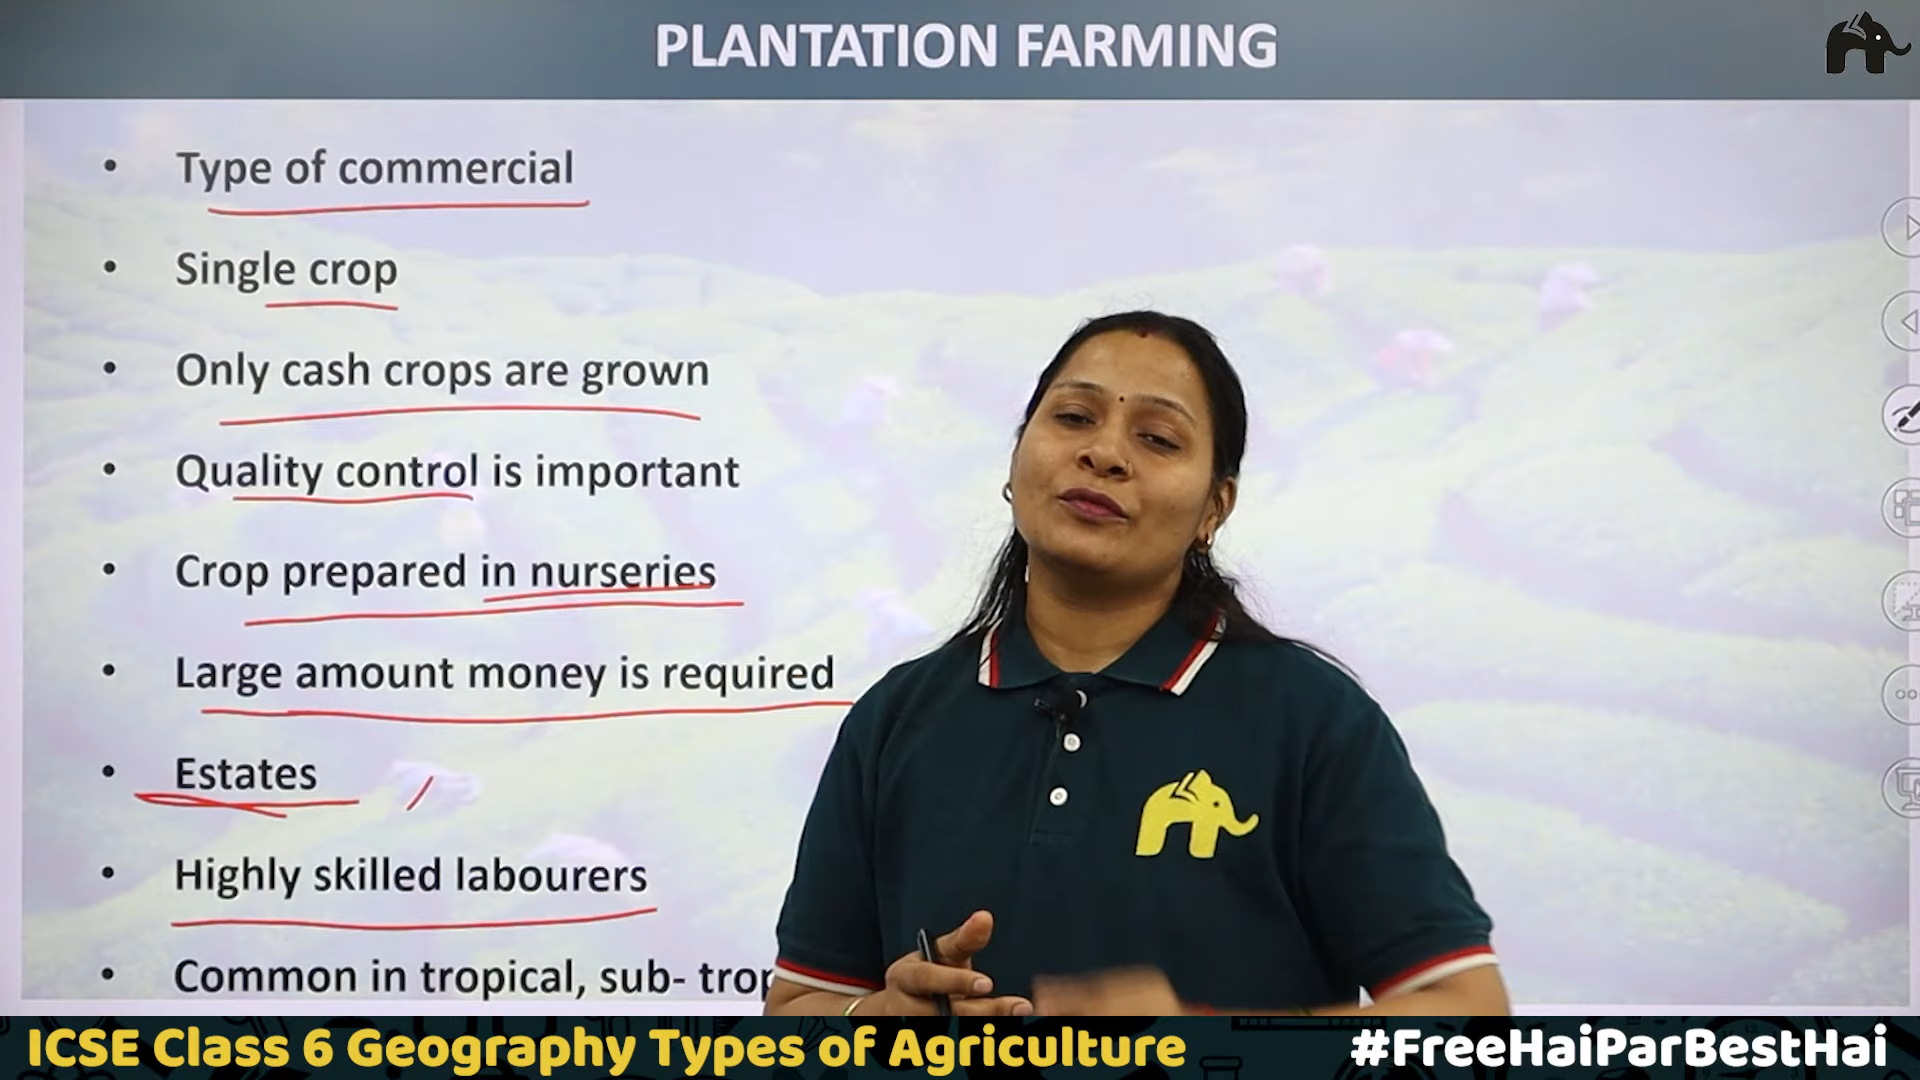 PLANTATION FARMING
• Type of commercial
• Single crop
• Only cash crops are grown
• Quality control is important
• Crop prepared in nurseries
• Large amount money is required
• Estates
• Highly skilled labourers
• Common in tropical, sub- trop
ICSE Class 6 Geography Types of Agriculture
#FreeHaiParBestHai